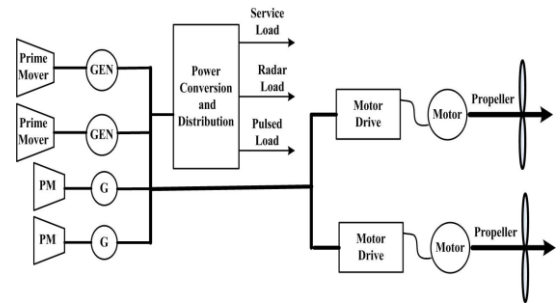 Prime
Mover
GEN
Prime
Mover
GEN
PM
G
PM
G
Power
Conversion
and
Distribution
Service
Load
Radar
Load
Pulsed
Load
Motor
Drive
Motor
Propeller
Motor
Drive
Motor
Propeller